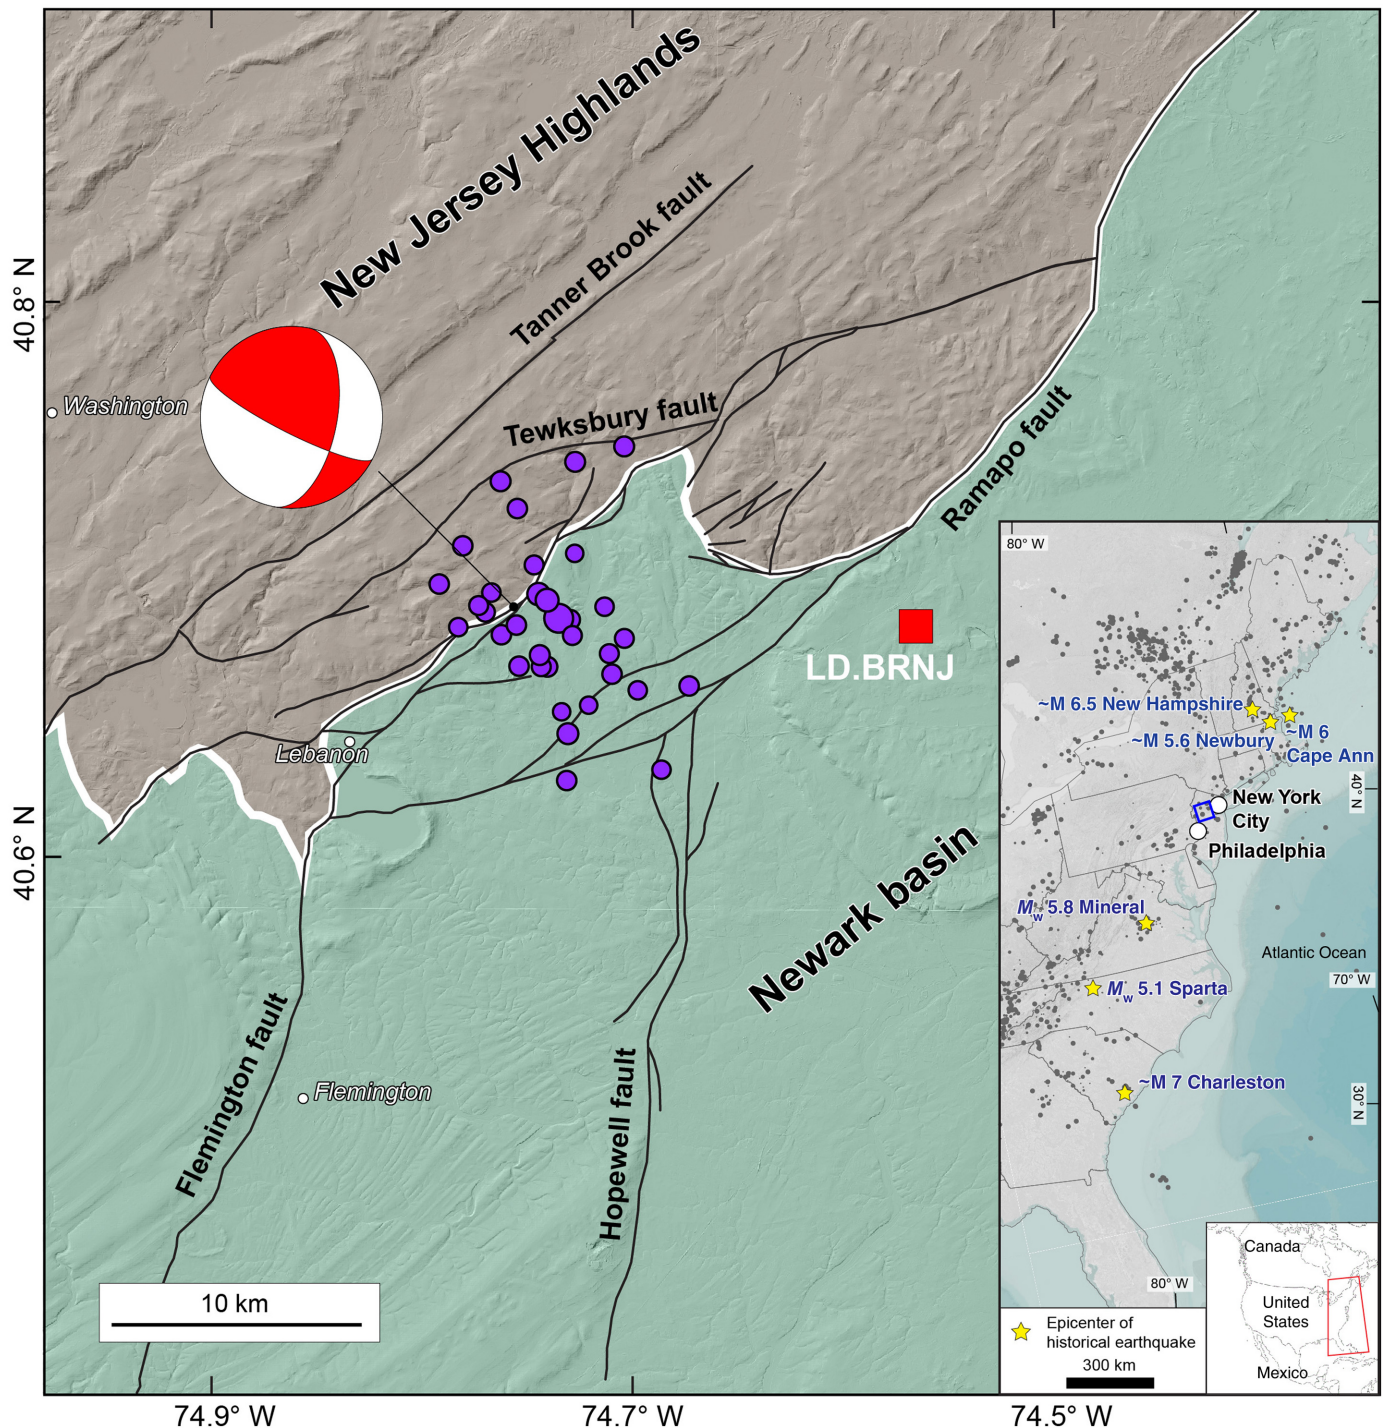 New Jersey Highlands
Tanner Brook fault
40.8° N
Washington
Tewksbury fault
Ramapo fault
LD.BRNJ
Lebanon
40.6° N
Newark basin
Flemington fault
Flemington
Hopewell fault
10 km
74.9° W
74.7° W
74.5° W
80° W
~M 6.5 New Hampshire
~M 5.6 Newbury
~M 6
Cape Ann
40° N
New York
City
Philadelphia
Mw 5.8 Mineral
Atlantic Ocean
70° W
Mw 5.1 Sparta
~M 7 Charleston
30° N
80° W
Epicenter of
historical earthquake
300 km
Canada
United
States
Mexico